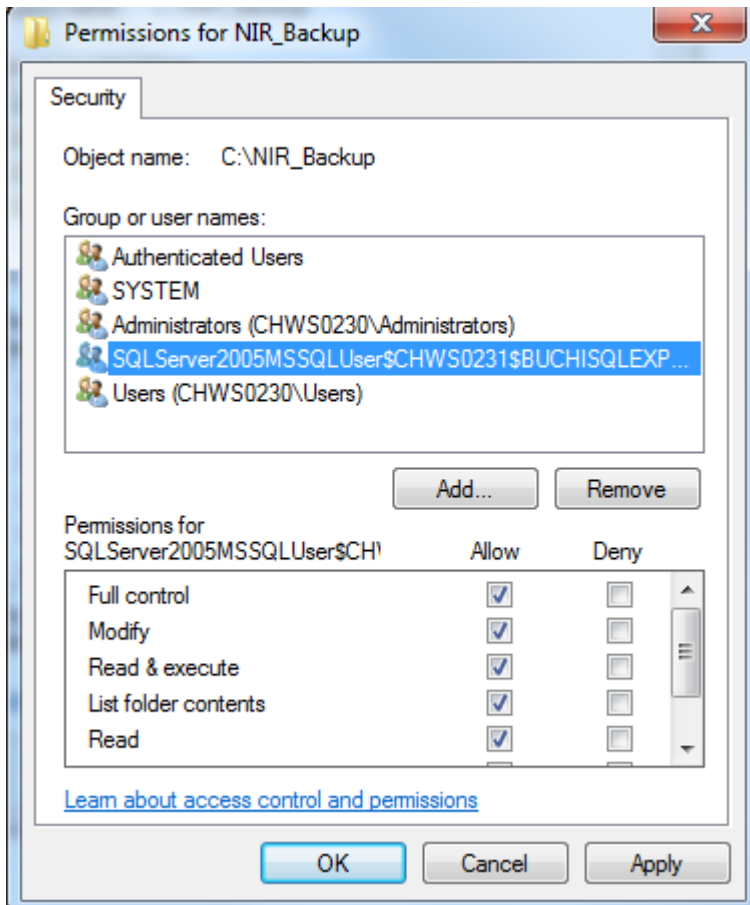 Permissions for NIR_Backup
Security
Object name: C:\NIR_Backup
Group or user names:
Authenticated Users
SYSTEM
Administrators (CHWS0230\Administrators)
SQLServer2005MSSQLUser$CHWS0231$BUCHISQLEXP...
Users (CHWS0230\Users)
Add... Remove
Permissions for
SQLServer2005MSSQLUser$CH Allow Deny
Full control
Modify
Read & execute
List folder contents
Read
Learn about access control and permissions
OK Cancel Apply